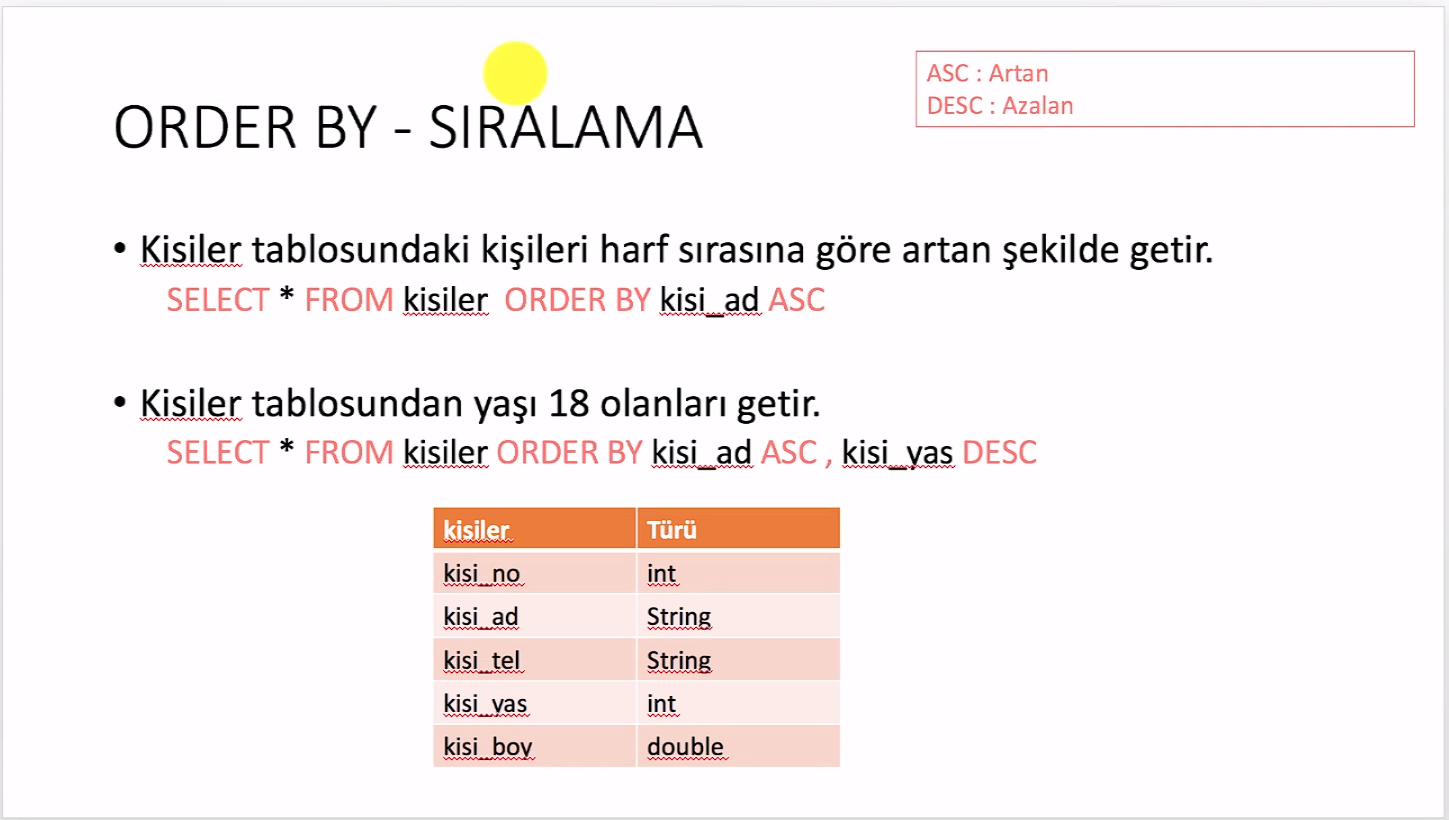 ORDER BY - SIRALAMA
ASC : Artan
DESC : Azalan
• Kisiler tablosundaki kişileri harf sırasına göre artan şekilde getir.
SELECT * FROM kisiler ORDER BY kisi_ad ASC
• Kisiler tablosundan yaşı 18 olanları getir.
SELECT * FROM kisiler ORDER BY kisi_ad ASC , kisi_yas DESC
kisiler Türü
kisi_no int
kisi_ad String
kisi_tel String
kisi_yas int
kisi_boy double